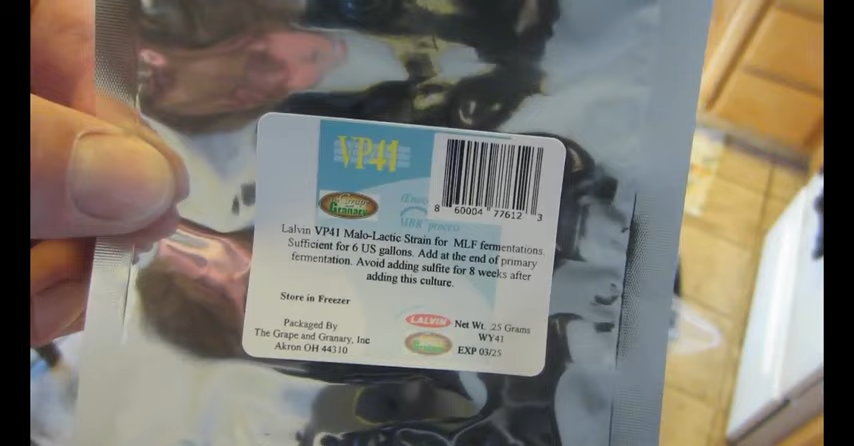 VP41
Grape
and
Granary
(Enoc
MBR process
8 60004 77612 3
Lalvin VP41 Malo-Lactic Strain for MLF fermentations.
Sufficient for 6 US gallons. Add at the end of primary
fermentation. Avoid adding sulfite for 8 weeks after
adding this culture.
Store in Freezer
Packaged By
The Grape and Granary, Inc
Akron OH 44310
LALVIN
Net Wt. .25 Grams
WY41
EXP 03/25